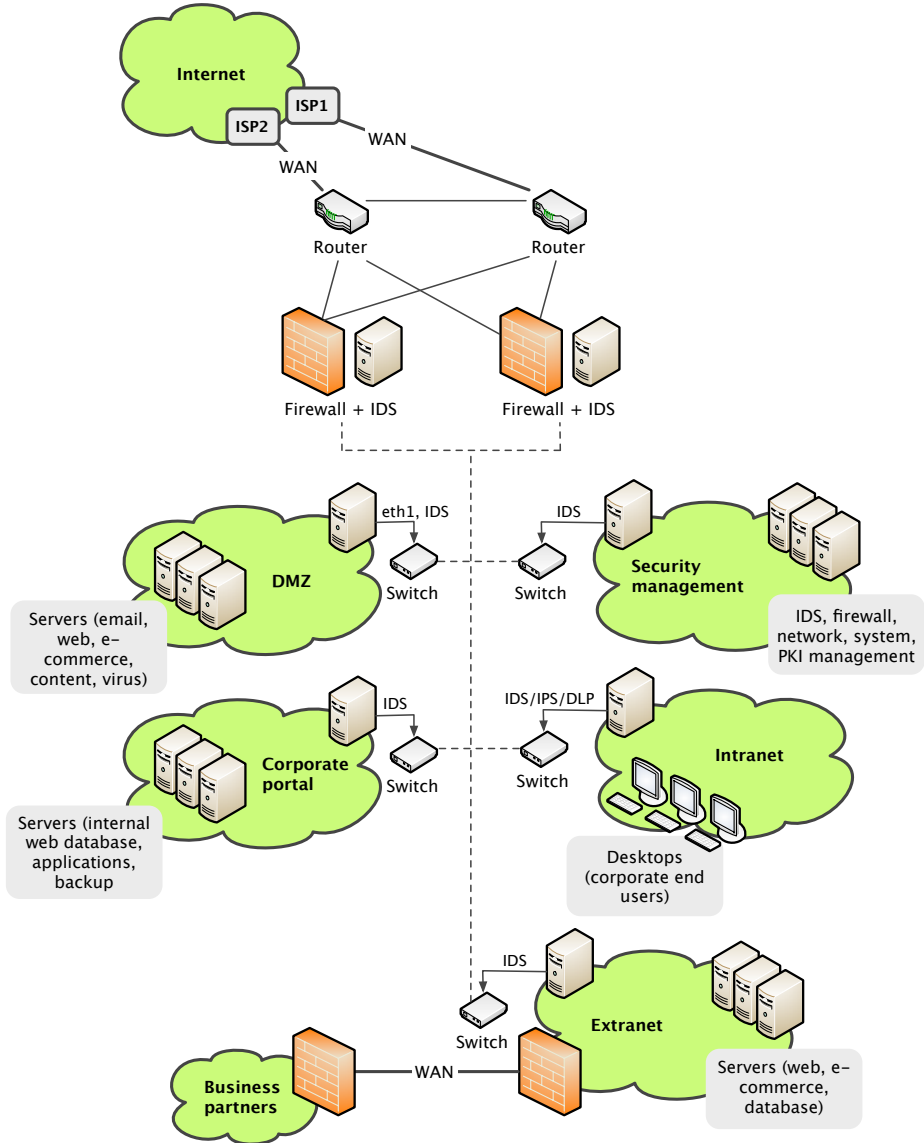 Internet
ISP1
ISP2
WAN
WAN
Router
Router
Firewall + IDS
Firewall + IDS
eth1, IDS
IDS
DMZ
Switch
Switch
Security
management
Servers (email,
web, e-
commerce,
content, virus)
IDS, firewall,
network, system,
PKI management
IDS
IDS/IPS/DLP
Corporate
portal
Switch
Switch
Intranet
Servers (internal
web database,
applications,
backup
Desktops
(corporate end
users)
IDS
Switch
Extranet
Business
partners
WAN
Servers (web, e-
commerce,
database)